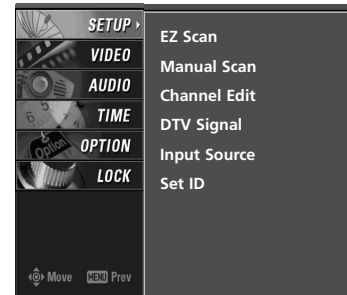 SETUP
VIDEO
AUDIO
TIME
OPTION
LOCK
Move MENU Prev
EZ Scan
Manual Scan
Channel Edit
DTV Signal
Input Source
Set ID